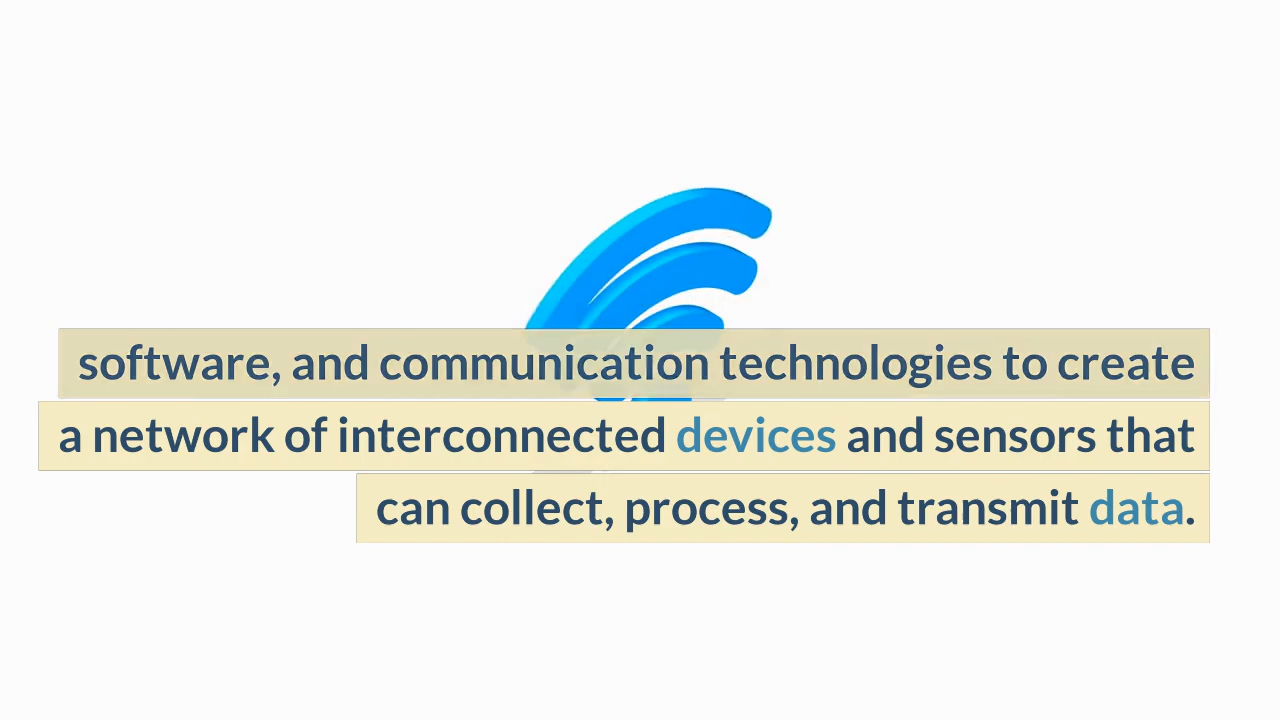 software, and communication technologies to create
a network of interconnected devices and sensors that
can collect, process, and transmit data.